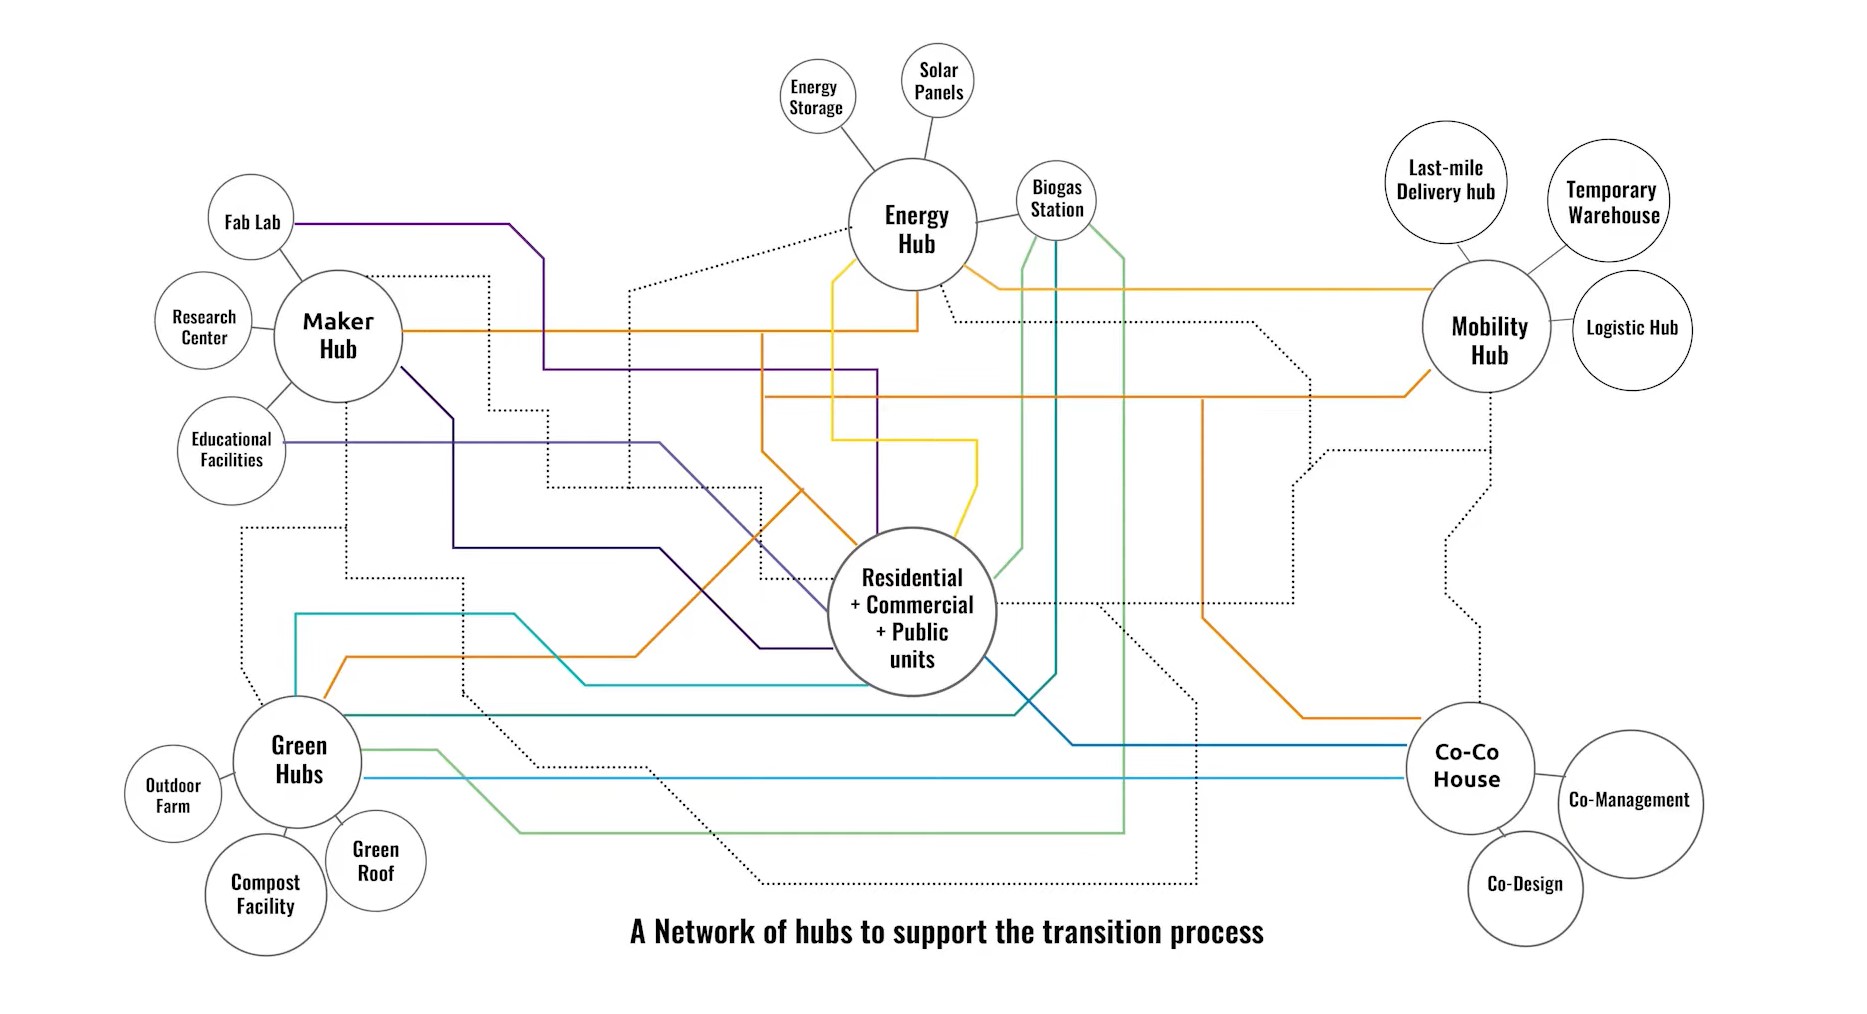 Energy
Storage
Solar
Panels
Energy
Hub
Biogas
Station
Last-mile
Delivery hub
Temporary
Warehouse
Mobility
Hub
Logistic Hub
Fab Lab
Research
Center
Maker
Hub
Educational
Facilities
Residential
+ Commercial
+ Public
units
Green
Hubs
Outdoor
Farm
Compost
Facility
Green
Roof
Co-Co
House
Co-Management
Co-Design
A Network of hubs to support the transition process